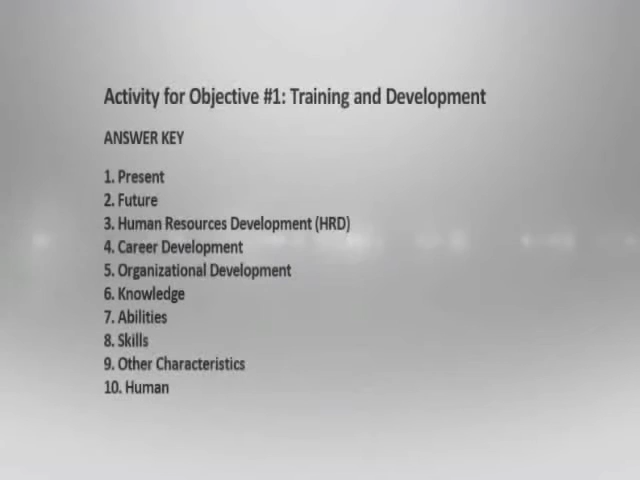 Activity for Objective #1: Training and Development
ANSWER KEY
1. Present
2. Future
3. Human Resources Development (HRD)
4. Career Development
5. Organizational Development
6. Knowledge
7. Abilities
8. Skills
9. Other Characteristics
10. Human